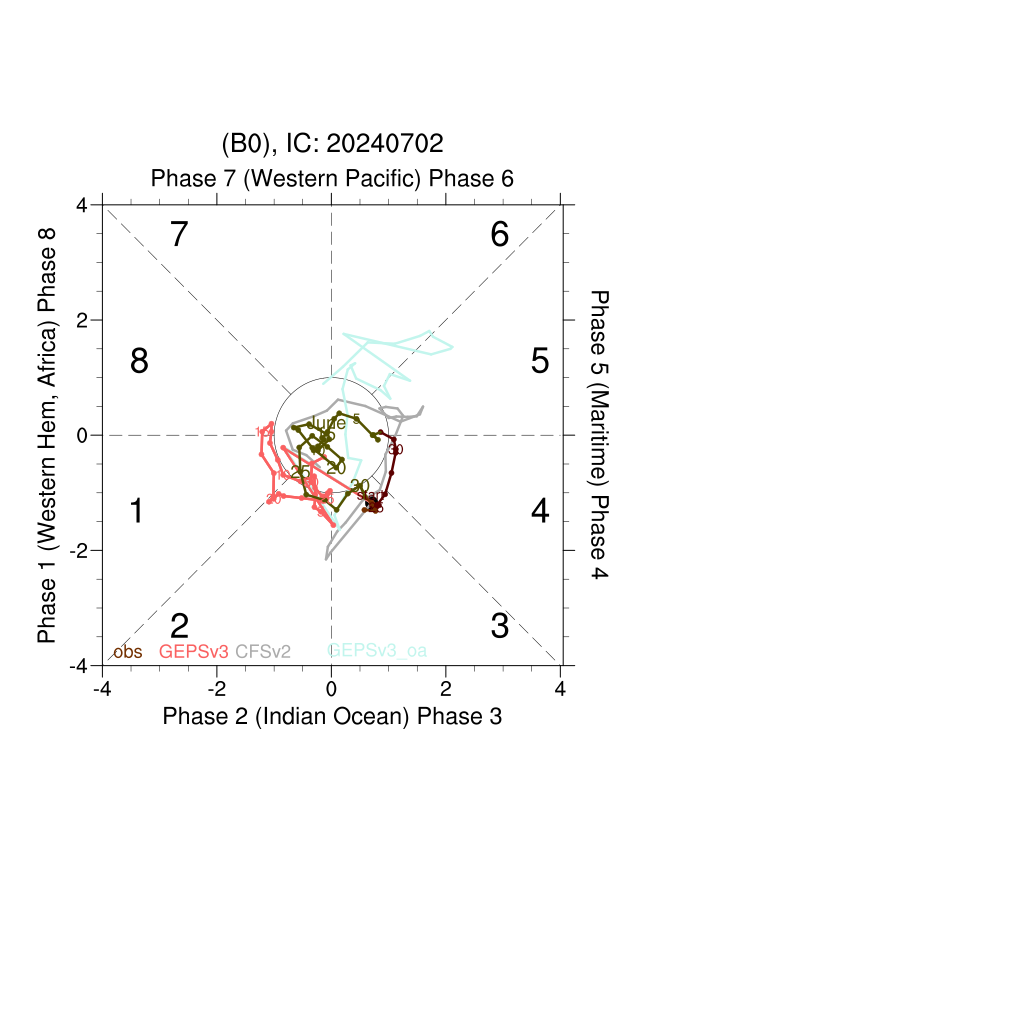 (B0), IC: 20240702
Phase 7 (Western Pacific) Phase 6
Phase 1 (Western Hem, Africa) Phase 8
Phase 5 (Maritime) Phase 4
4
2
0
-2
-4
7
6
8
5
1
4
2
3
June
5
20
25
30
30
obs
GEPSv3
CFSv2
GEPSv3_oa
-4
-2
0
2
4
Phase 2 (Indian Ocean) Phase 3